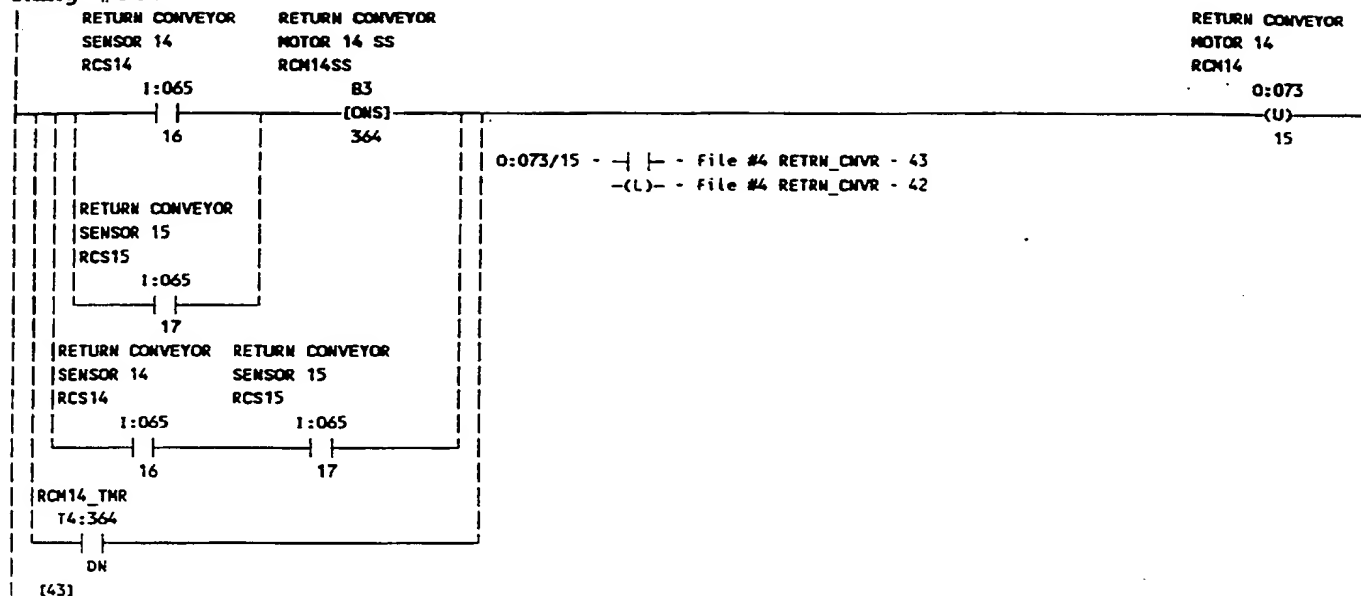 RETURN CONVEYOR RETURN CONVEYOR RETURN CONVEYOR
SENSOR 14 MOTOR 14 SS MOTOR 14
RCS14 RCM14SS RCM14
I:065 B3 O:073
[ONS] (U)
16 364 15
O:073/15 - -| |- - File #4 RETRN_CNVR - 43
-(L)- - File #4 RETRN_CNVR - 42
RETURN CONVEYOR
SENSOR 15
RCS15
I:065
17
RETURN CONVEYOR RETURN CONVEYOR
SENSOR 14 SENSOR 15
RCS14 RCS15
I:065 I:065
16 17
RCM14_TMR
T4:364
DN
[43]